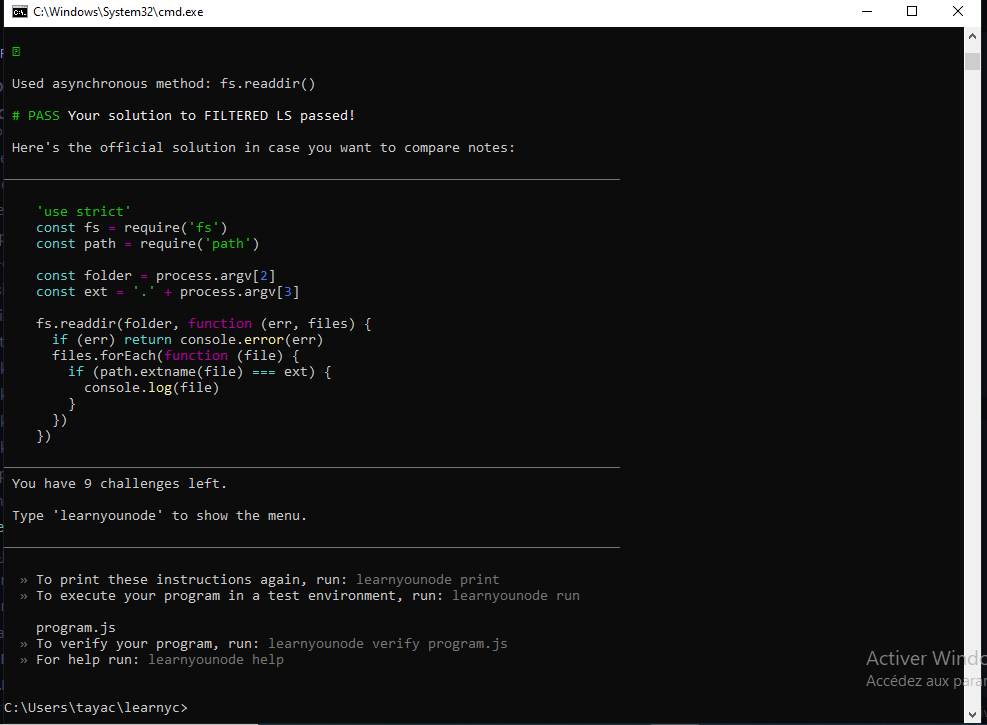 C:\Windows\System32\cmd.exe
Used asynchronous method: fs.readdir()
# PASS Your solution to FILTERED LS passed!
Here's the official solution in case you want to compare notes:
'use strict'
const fs = require('fs')
const path = require('path')
const folder = process.argv[2]
const ext = '.' + process.argv[3]
fs.readdir(folder, function (err, files) {
if (err) return console.error(err)
files.forEach(function (file) {
if (path.extname(file) === ext) {
console.log(file)
}
})
})
You have 9 challenges left.
Type 'learnyounode' to show the menu.
» To print these instructions again, run: learnyounode print
» To execute your program in a test environment, run: learnyounode run
program.js
» To verify your program, run: learnyounode verify program.js
» For help run: learnyounode help
Activer Windo
Accédez aux paran
C:\Users\tayac\learnyc>